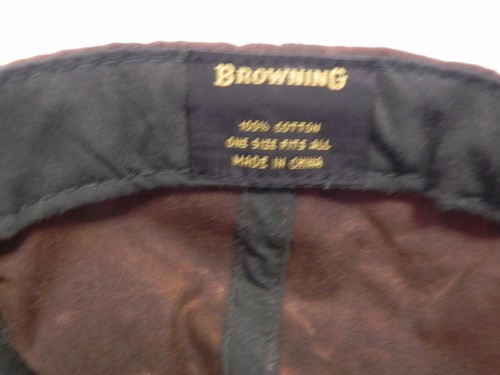 BROWNING
100% COTTON
ONE SIZE FITS ALL
MADE IN CHINA